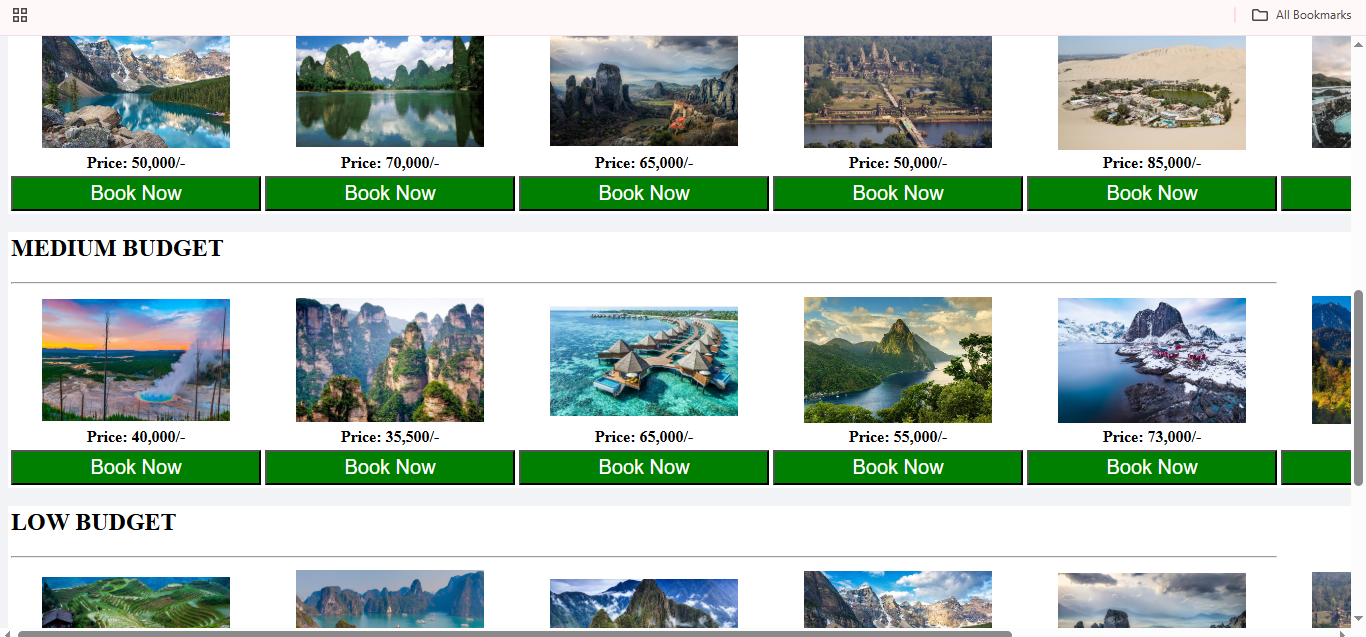 All Bookmarks
Price: 50,000/- Price: 70,000/- Price: 65,000/- Price: 50,000/- Price: 85,000/-
Book Now Book Now Book Now Book Now Book Now
MEDIUM BUDGET
Price: 40,000/- Price: 35,500/- Price: 65,000/- Price: 55,000/- Price: 73,000/-
Book Now Book Now Book Now Book Now Book Now
LOW BUDGET